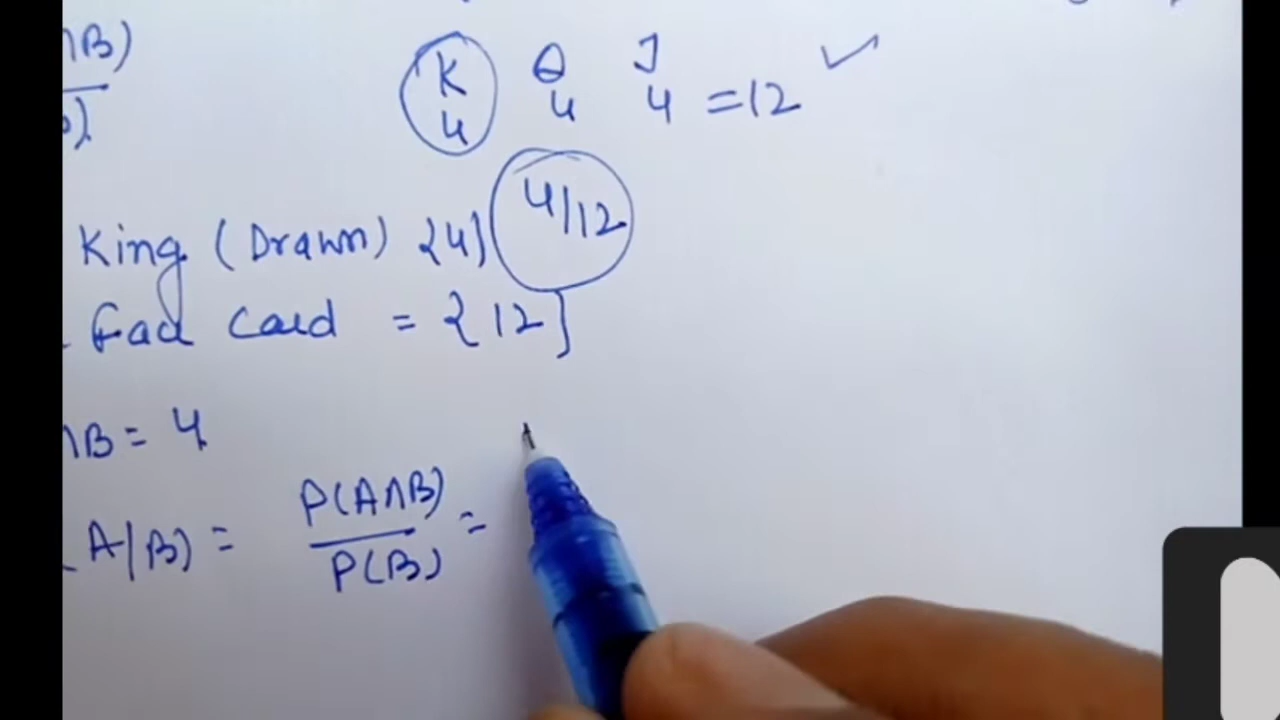 ∩B)
K Q J
4 4 4 =12 ✓
King (Drawn) {4} 4/12
Face Card = {12}
∩B = 4
A/B) = P(A∩B) =
P(B)